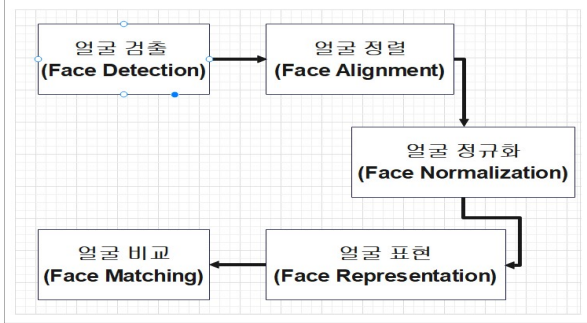 얼굴 검출
(Face Detection)
얼굴 정렬
(Face Alignment)
얼굴 정규화
(Face Normalization)
얼굴 표현
(Face Representation)
얼굴 비교
(Face Matching)